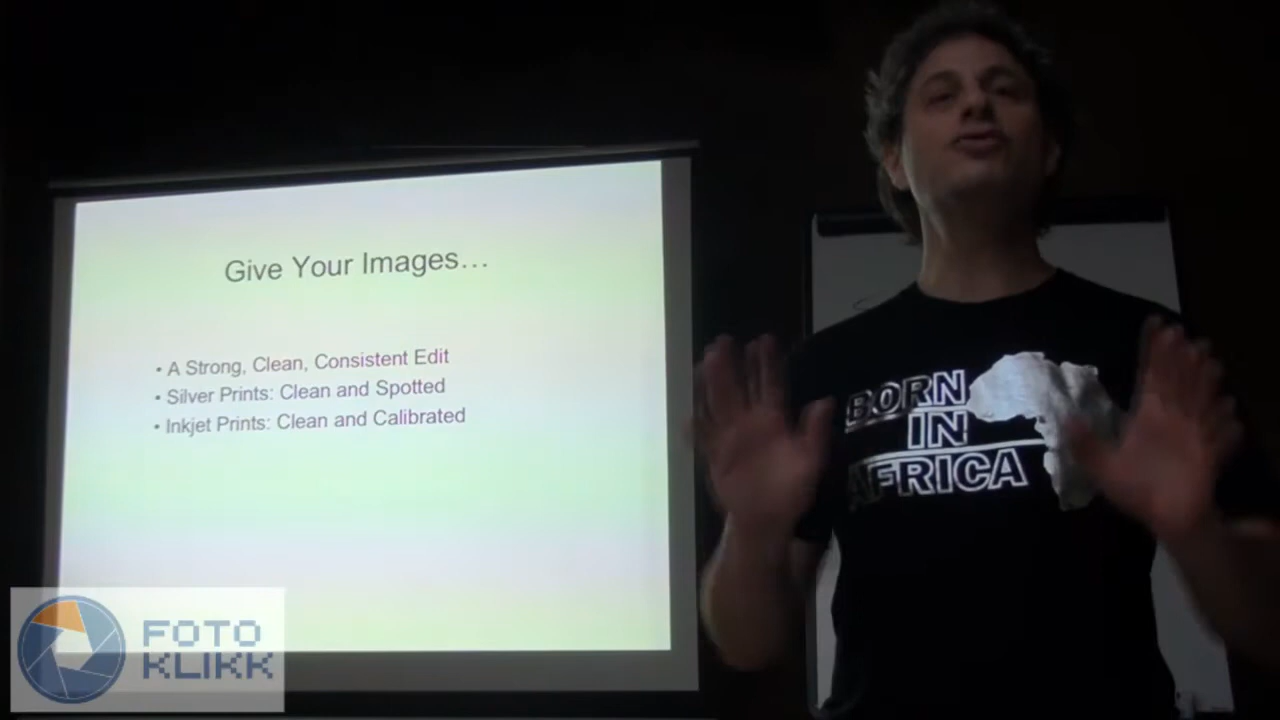 Give Your Images…
• A Strong, Clean, Consistent Edit
• Silver Prints: Clean and Spotted
• Inkjet Prints: Clean and Calibrated
BORN
IN
AFRICA
FOTO
KLIKK